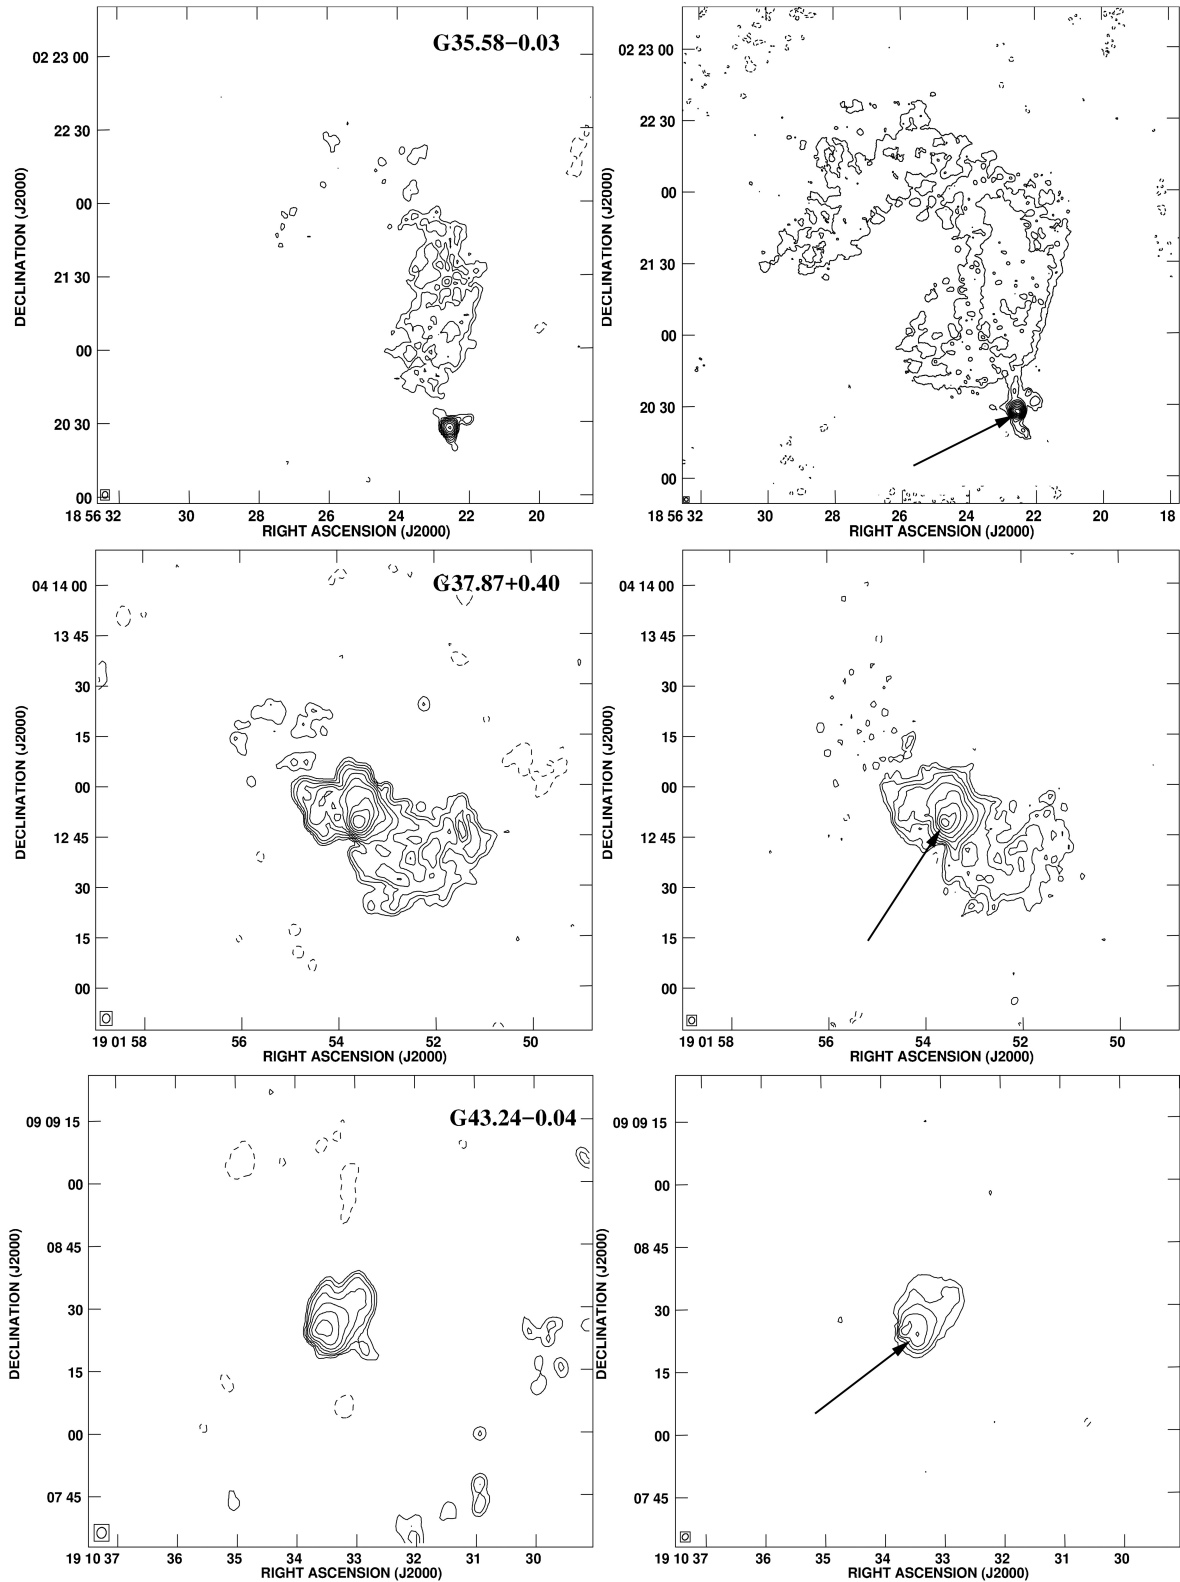 G35.58−0.03
DECLINATION (J2000)
02 23 00
22 30
00
21 30
00
20 30
00
18 56 32 30 28 26 24 22 20
RIGHT ASCENSION (J2000)
DECLINATION (J2000)
02 23 00
22 30
00
21 30
00
20 30
00
18 56 32 30 28 26 24 22 20 18
RIGHT ASCENSION (J2000)
G37.87+0.40
DECLINATION (J2000)
04 14 00
13 45
30
15
00
12 45
30
15
00
19 01 58 56 54 52 50
RIGHT ASCENSION (J2000)
DECLINATION (J2000)
04 14 00
13 45
30
15
00
12 45
30
15
00
19 01 58 56 54 52 50
RIGHT ASCENSION (J2000)
G43.24−0.04
DECLINATION (J2000)
09 09 15
00
08 45
30
15
00
07 45
19 10 37 36 35 34 33 32 31 30
RIGHT ASCENSION (J2000)
DECLINATION (J2000)
09 09 15
00
08 45
30
15
00
07 45
19 10 37 36 35 34 33 32 31 30
RIGHT ASCENSION (J2000)